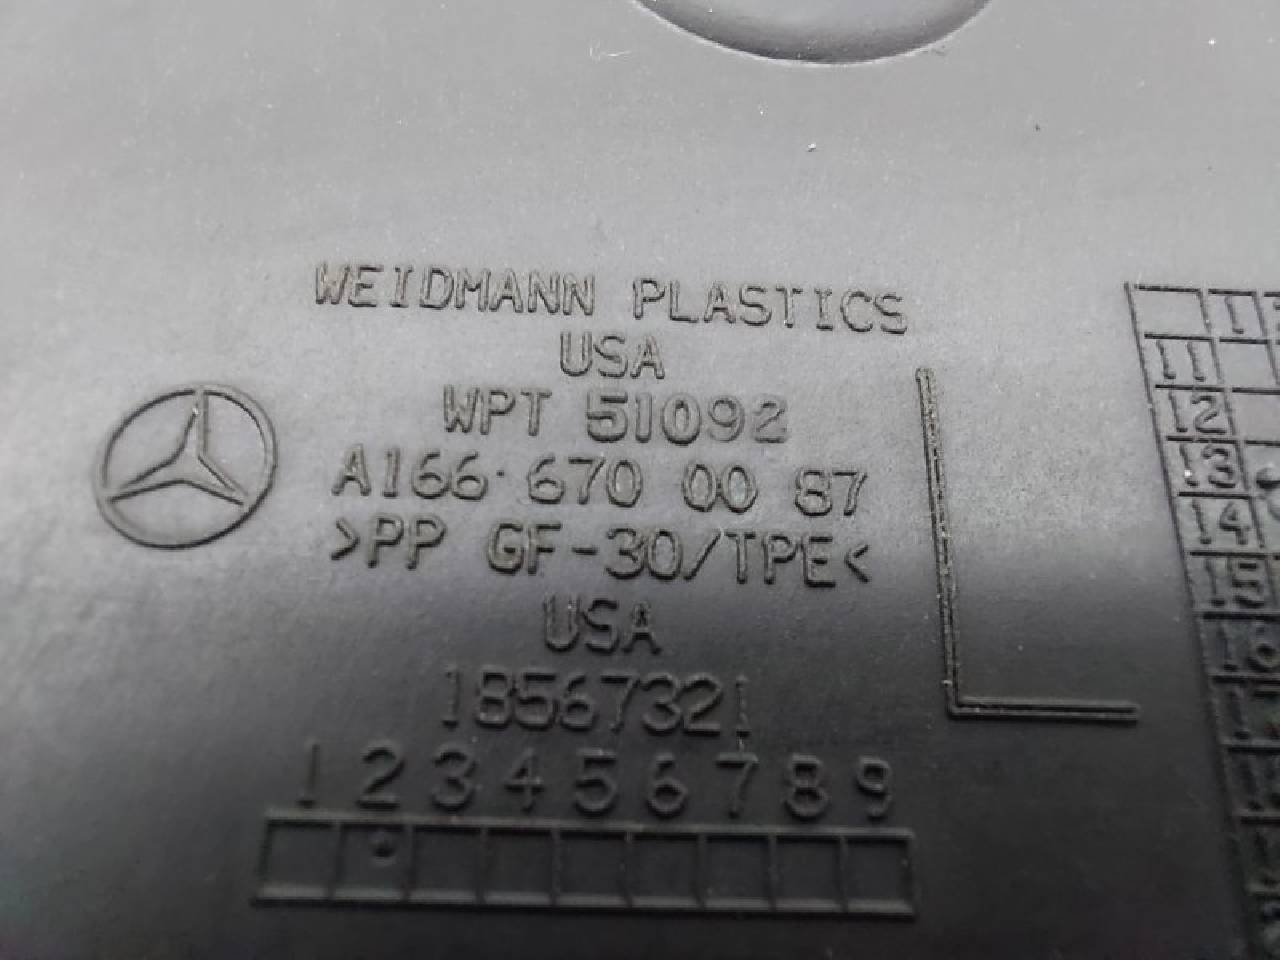 WEIDMANN PLASTICS
USA
WPT 51092
A166 670 00 87
>PP GF-30/TPE<
USA
18567321
1 2 3 4 5 6 7 8 9
1
11
12
13
14
15
16